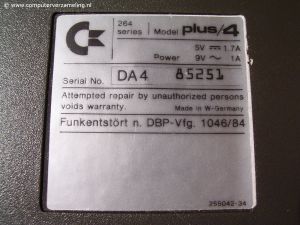 © www.computerverzameling.nl
264
series
Model plus/4
5V ⎓ 1.7A
Power 9V ~ 1A
Serial No. DA4 85251
Attempted repair by unauthorized persons
voids warranty. Made in W-Germany
Funkentstört n. DBP-Vfg. 1046/84
255042-34